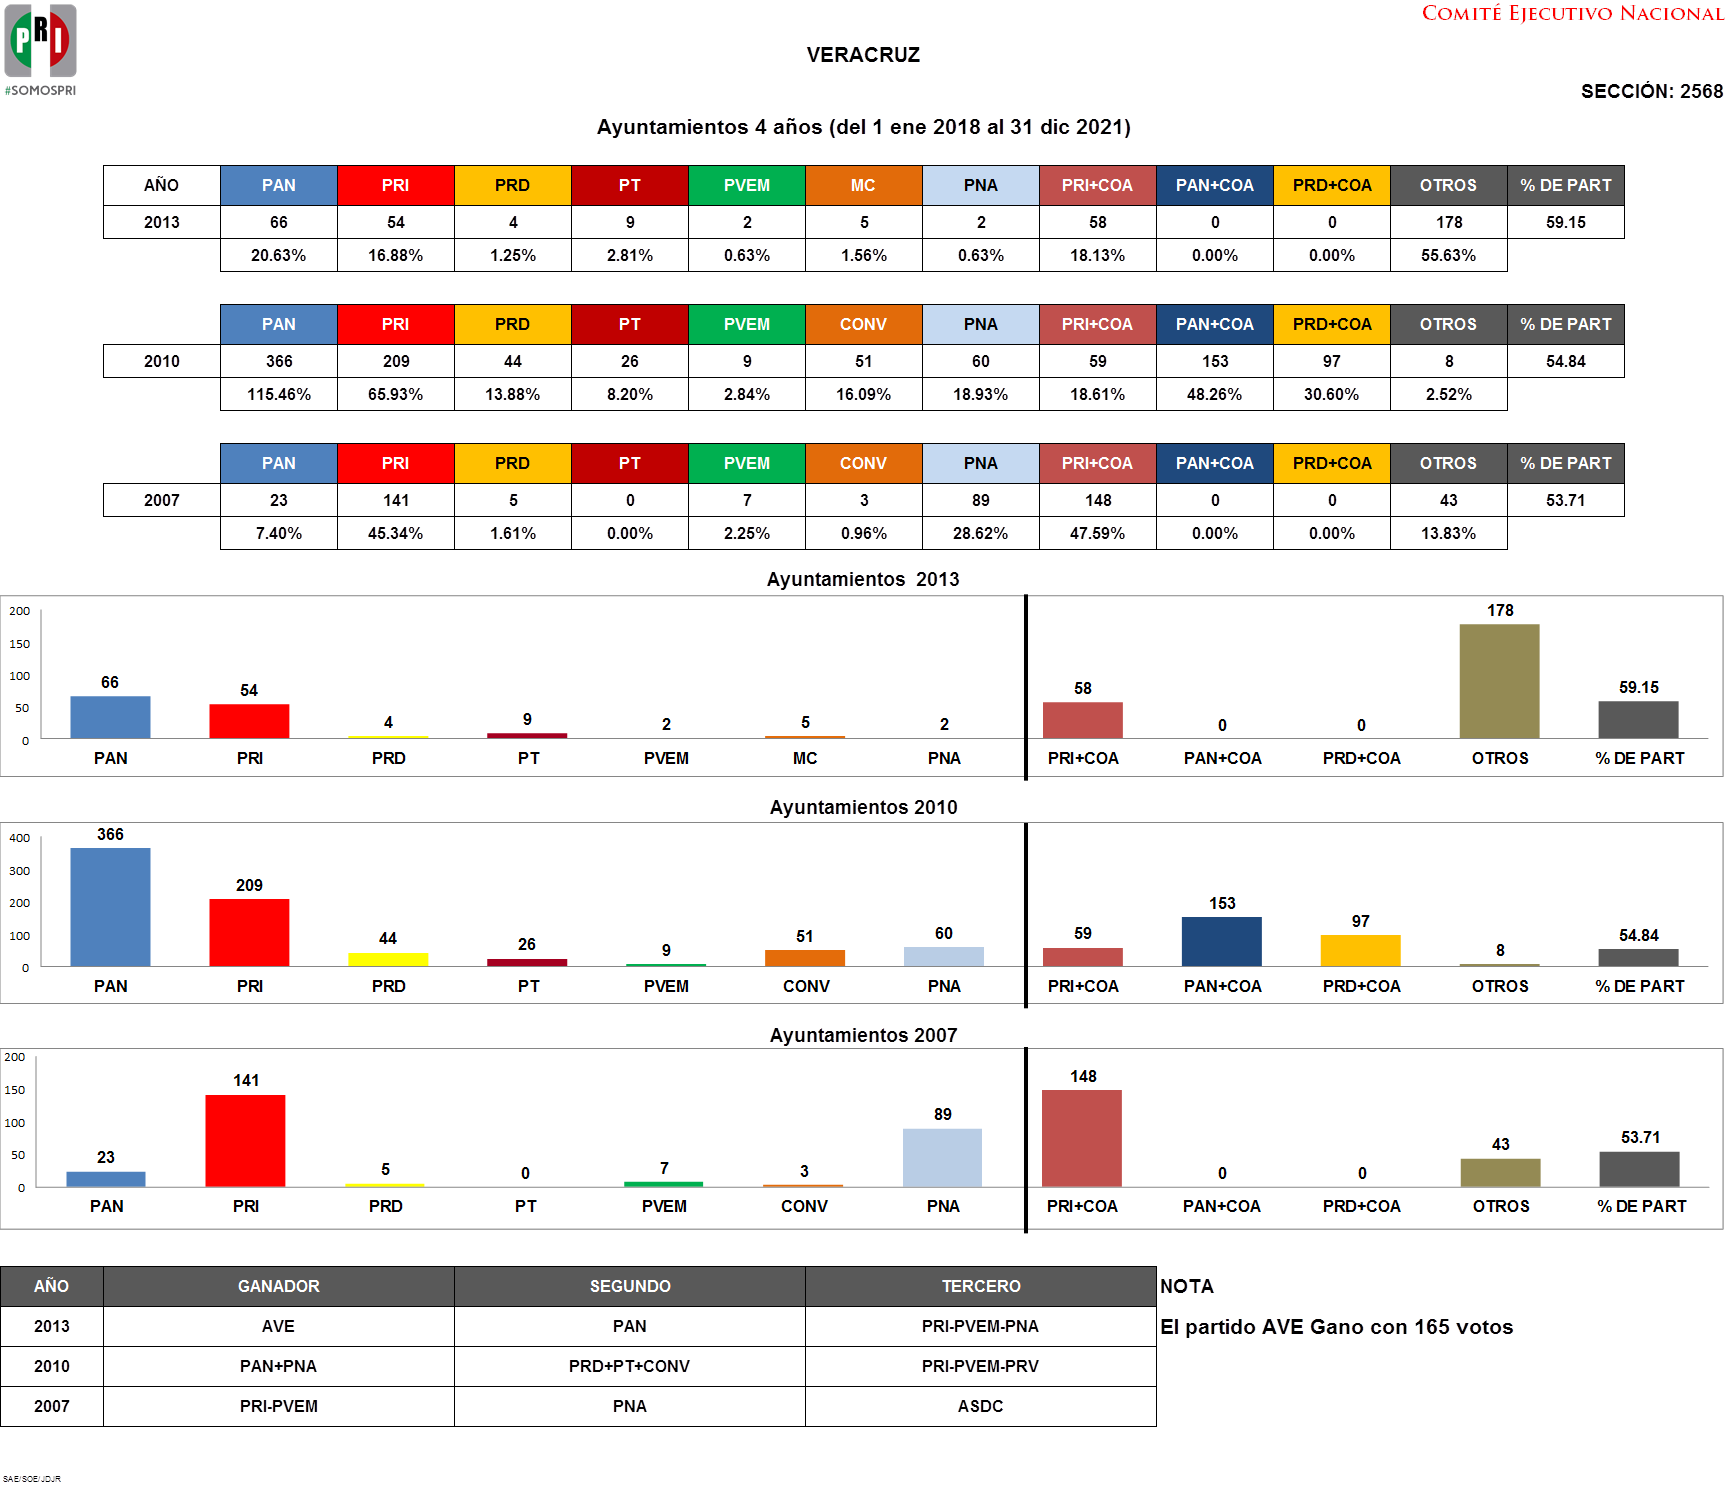 PRI
#SOMOSPRI
COMITÉ EJECUTIVO NACIONAL
VERACRUZ
SECCIÓN: 2568
Ayuntamientos 4 años (del 1 ene 2018 al 31 dic 2021)
AÑO PAN PRI PRD PT PVEM MC PNA PRI+COA PAN+COA PRD+COA OTROS % DE PART
2013 66 54 4 9 2 5 2 58 0 0 178 59.15
20.63% 16.88% 1.25% 2.81% 0.63% 1.56% 0.63% 18.13% 0.00% 0.00% 55.63%
PAN PRI PRD PT PVEM CONV PNA PRI+COA PAN+COA PRD+COA OTROS % DE PART
2010 366 209 44 26 9 51 60 59 153 97 8 54.84
115.46% 65.93% 13.88% 8.20% 2.84% 16.09% 18.93% 18.61% 48.26% 30.60% 2.52%
PAN PRI PRD PT PVEM CONV PNA PRI+COA PAN+COA PRD+COA OTROS % DE PART
2007 23 141 5 0 7 3 89 148 0 0 43 53.71
7.40% 45.34% 1.61% 0.00% 2.25% 0.96% 28.62% 47.59% 0.00% 0.00% 13.83%
Ayuntamientos 2013
200
150
100
50
0
66 54 4 9 2 5 2 58 0 0 178 59.15
PAN PRI PRD PT PVEM MC PNA PRI+COA PAN+COA PRD+COA OTROS % DE PART
Ayuntamientos 2010
400
300
200
100
0
366 209 44 26 9 51 60 59 153 97 8 54.84
PAN PRI PRD PT PVEM CONV PNA PRI+COA PAN+COA PRD+COA OTROS % DE PART
Ayuntamientos 2007
200
150
100
50
0
23 141 5 0 7 3 89 148 0 0 43 53.71
PAN PRI PRD PT PVEM CONV PNA PRI+COA PAN+COA PRD+COA OTROS % DE PART
AÑO GANADOR SEGUNDO TERCERO NOTA
2013 AVE PAN PRI-PVEM-PNA El partido AVE Gano con 165 votos
2010 PAN+PNA PRD+PT+CONV PRI-PVEM-PRV
2007 PRI-PVEM PNA ASDC
SAE/SOE/JDJR